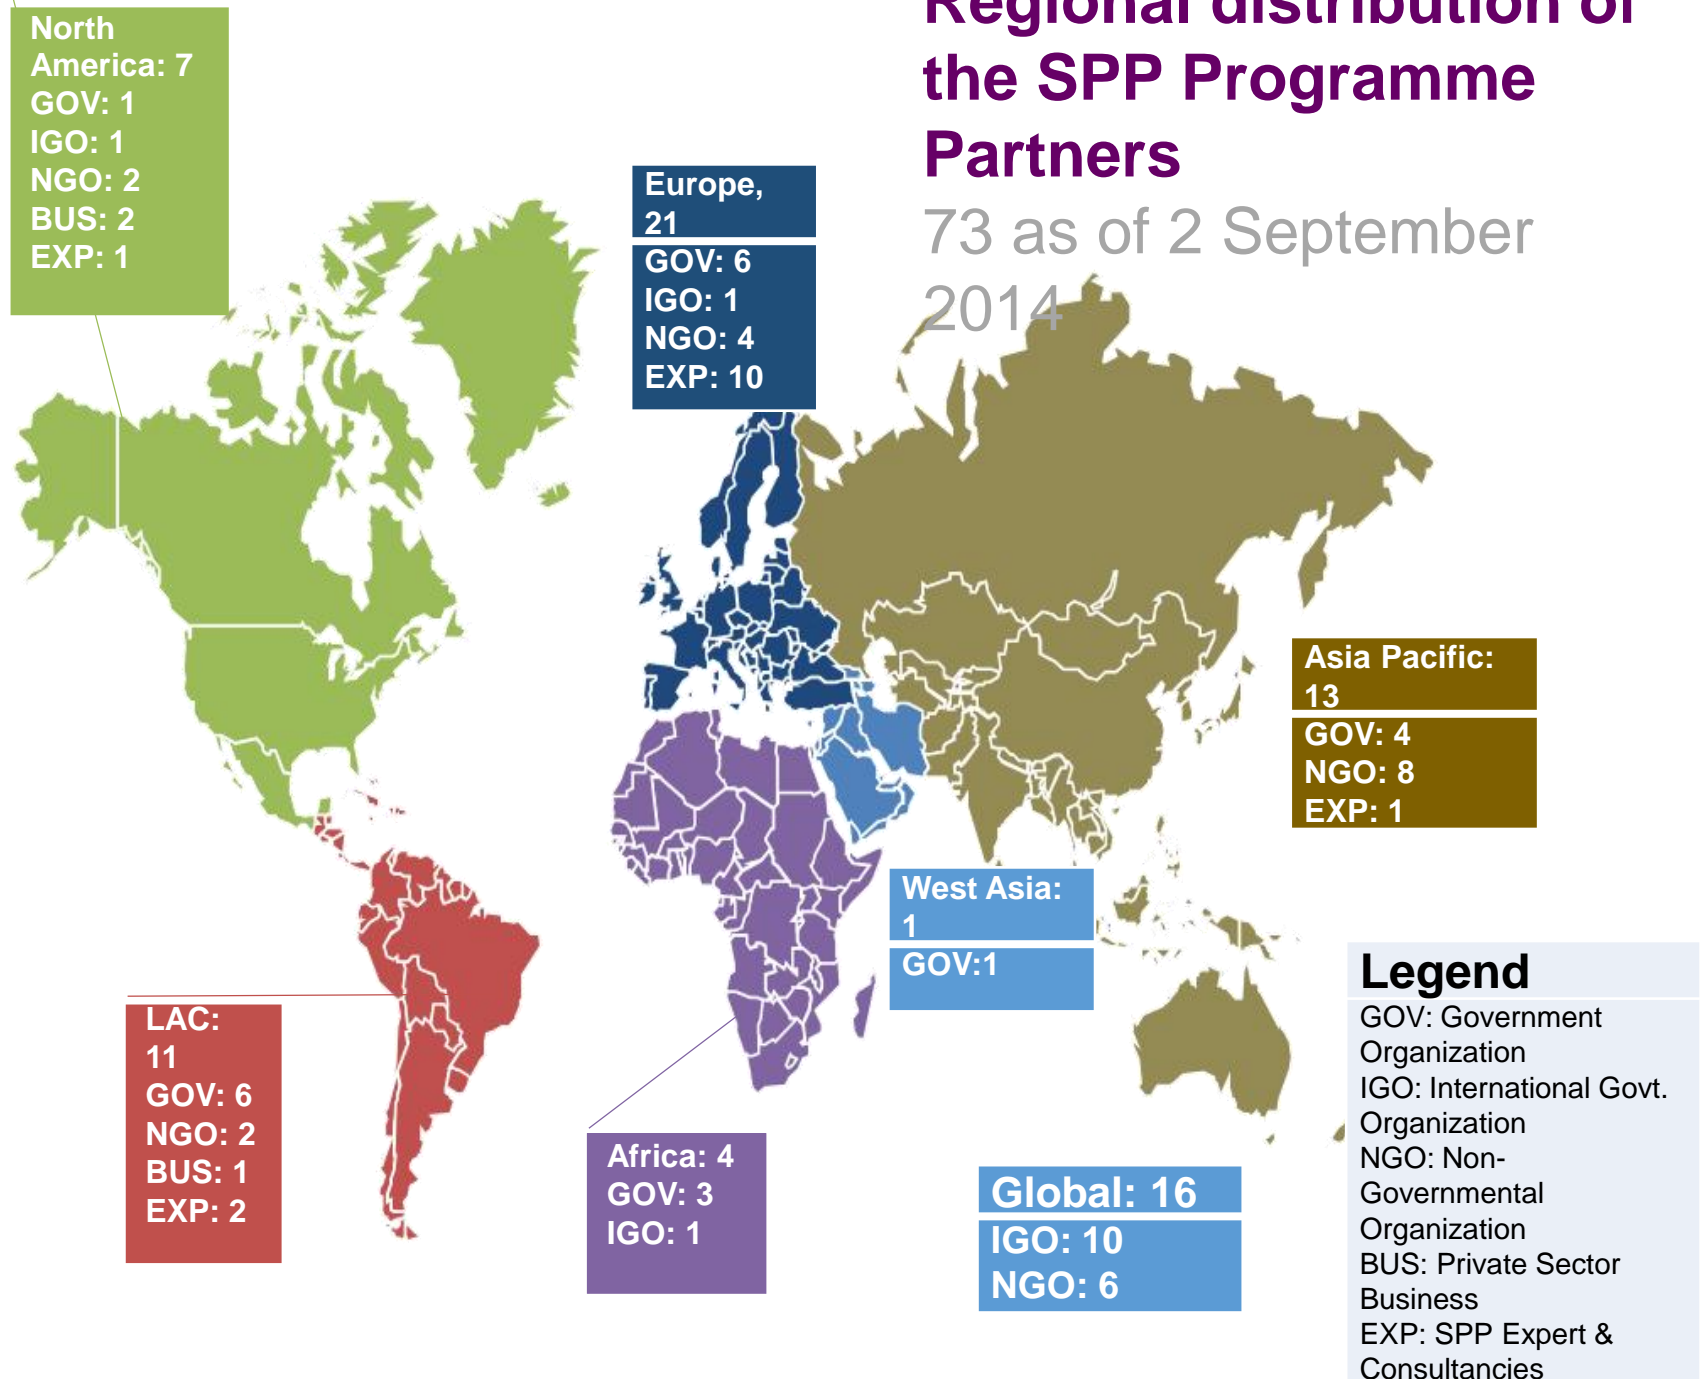 Regional distribution of
the SPP Programme
Partners
73 as of 2 September
2014
North
America: 7
GOV: 1
IGO: 1
NGO: 2
BUS: 2
EXP: 1
Europe,
21
GOV: 6
IGO: 1
NGO: 4
EXP: 10
Asia Pacific:
13
GOV: 4
NGO: 8
EXP: 1
West Asia:
1
GOV:1
LAC:
11
GOV: 6
NGO: 2
BUS: 1
EXP: 2
Africa: 4
GOV: 3
IGO: 1
Global: 16
IGO: 10
NGO: 6
Legend
GOV: Government
Organization
IGO: International Govt.
Organization
NGO: Non-
Governmental
Organization
BUS: Private Sector
Business
EXP: SPP Expert &
Consultancies